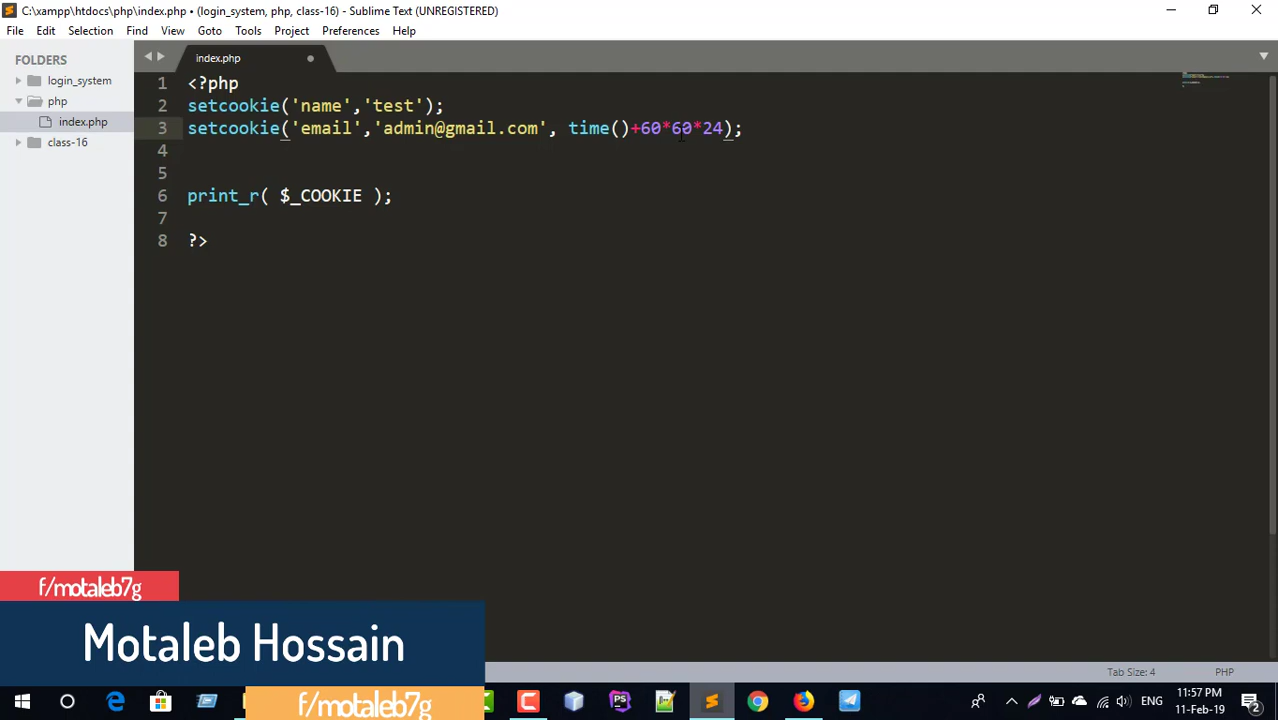 C:\xampp\htdocs\php\index.php • (login_system, php, class-16) - Sublime Text (UNREGISTERED)
File Edit Selection Find View Goto Tools Project Preferences Help
FOLDERS
login_system
php
index.php
class-16
index.php
1 <?php
2 setcookie('name','test');
3 setcookie('email','admin@gmail.com', time()+60*60*24);
4
5
6 print_r( $_COOKIE );
7
8 ?>
f/motaleb7g
Motaleb Hossain
f/motaleb7g
Tab Size: 4 PHP
PS
ENG
11:57 PM
11-Feb-19
2